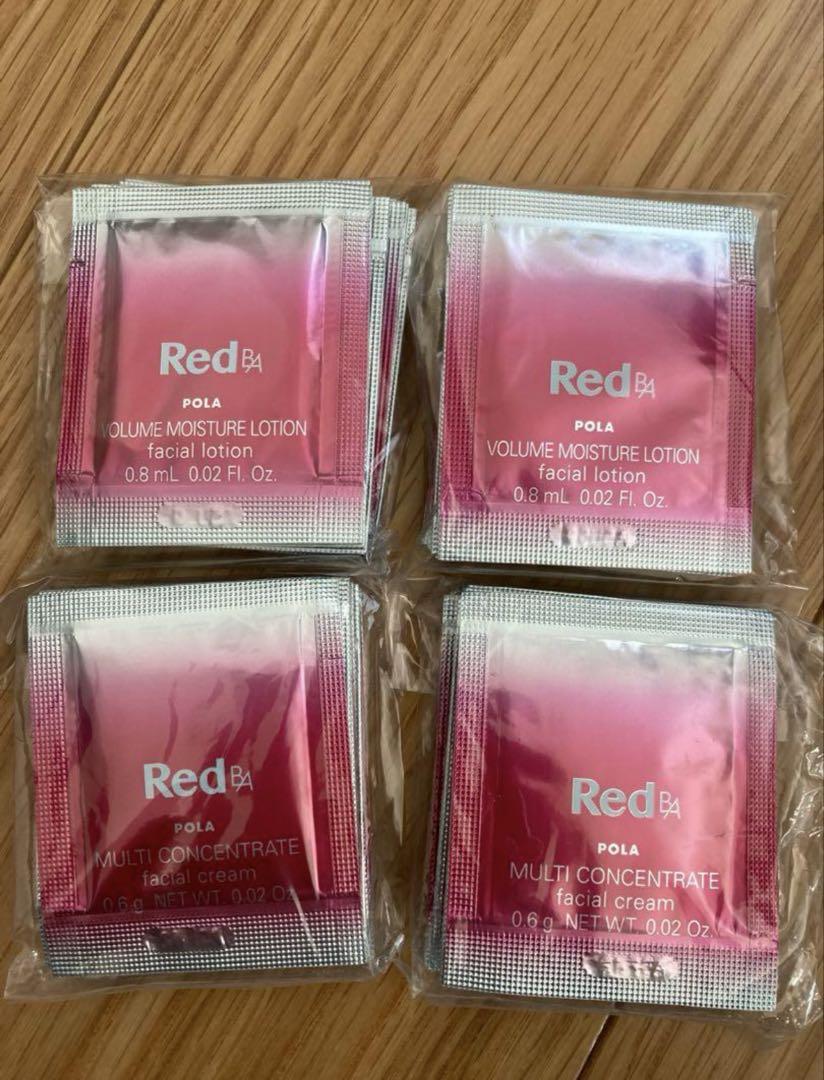 Red BA
POLA
VOLUME MOISTURE LOTION
facial lotion
0.8 mL 0.02 Fl. Oz.
Red BA
POLA
VOLUME MOISTURE LOTION
facial lotion
0.8 mL 0.02 Fl. Oz.
Red BA
POLA
MULTI CONCENTRATE
facial cream
0.6 g NET WT. 0.02 Oz.
Red BA
POLA
MULTI CONCENTRATE
facial cream
0.6 g NET WT. 0.02 Oz.